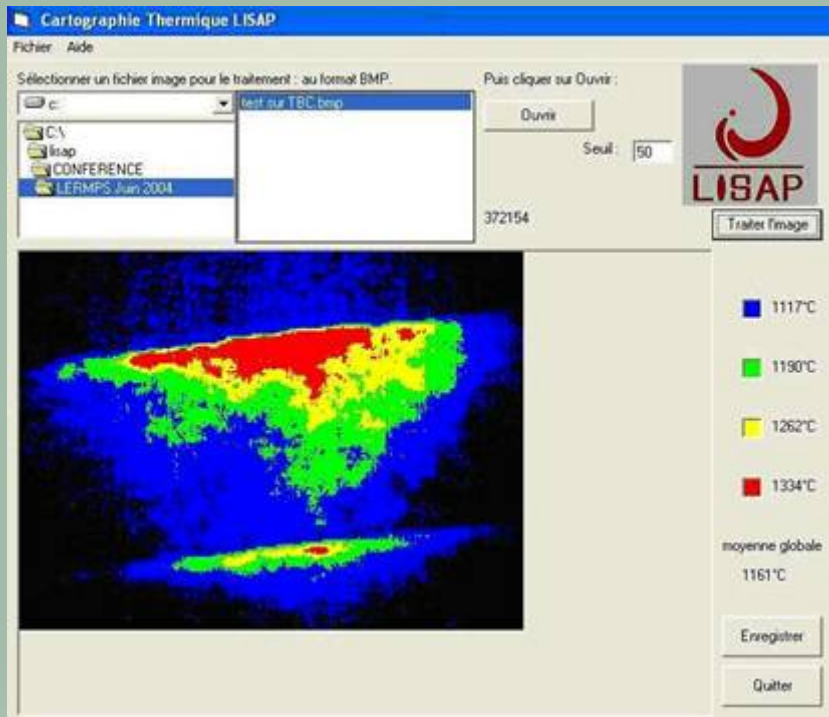 Cartographie Thermique LISAP
Fichier Aide
Sélectionner un fichier image pour le traitement : au format BMP.
Puis cliquer sur Ouvrir :
c:
test sur TBC.bmp
Ouvrir
C:\
lisap
CONFERENCE
LERMPS Juin 2004
Seuil : 50
LISAP
372154
Traiter l'image
1117°C
1190°C
1262°C
1334°C
moyenne globale
1161°C
Enregistrer
Quitter